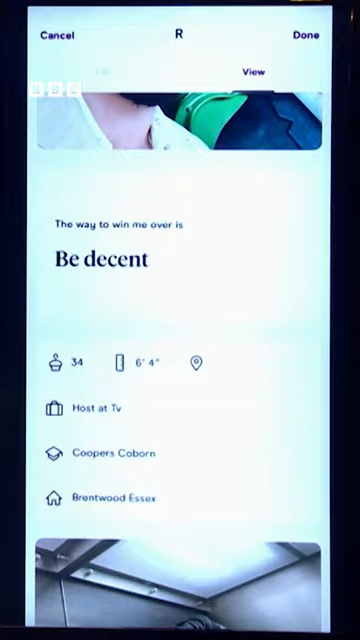 Cancel
R
Done
View
BBC
The way to win me over is
Be decent
34
6' 4"
Host at Tv
Coopers Coborn
Brentwood Essex